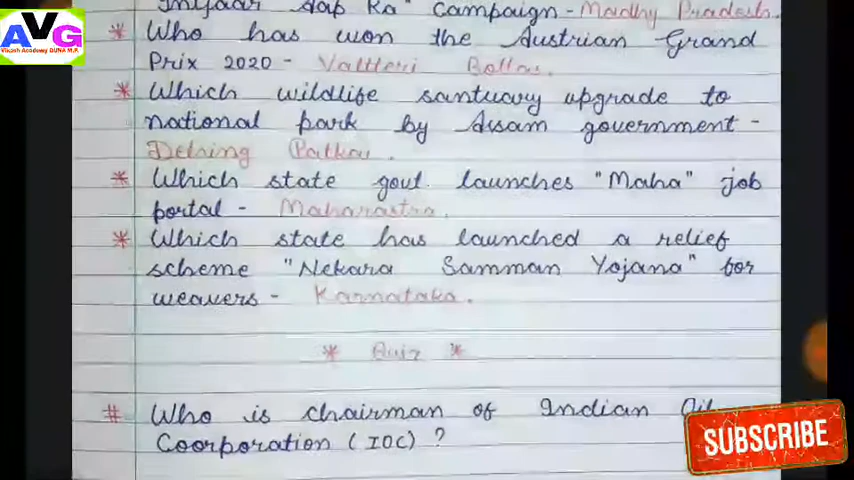 AVG
Vikash Academy GUNA M.P.
Aap Ka" Campaign - Madhy Pradesh.
* Who has won the Austrian Grand
Prix 2020 - Valtteri Bottas.
* Which wildlife santuary upgrade to
national park by Assam government -
Dehing Patkai.
* Which state govt. launches "Maha" job
portal - Maharastra.
* Which state has launched a relief
scheme "Nekara Samman Yojana" for
weavers - Karnataka.
* Quiz *
# Who is chairman of Indian Oil
Coorporation (IOC) ?
SUBSCRIBE